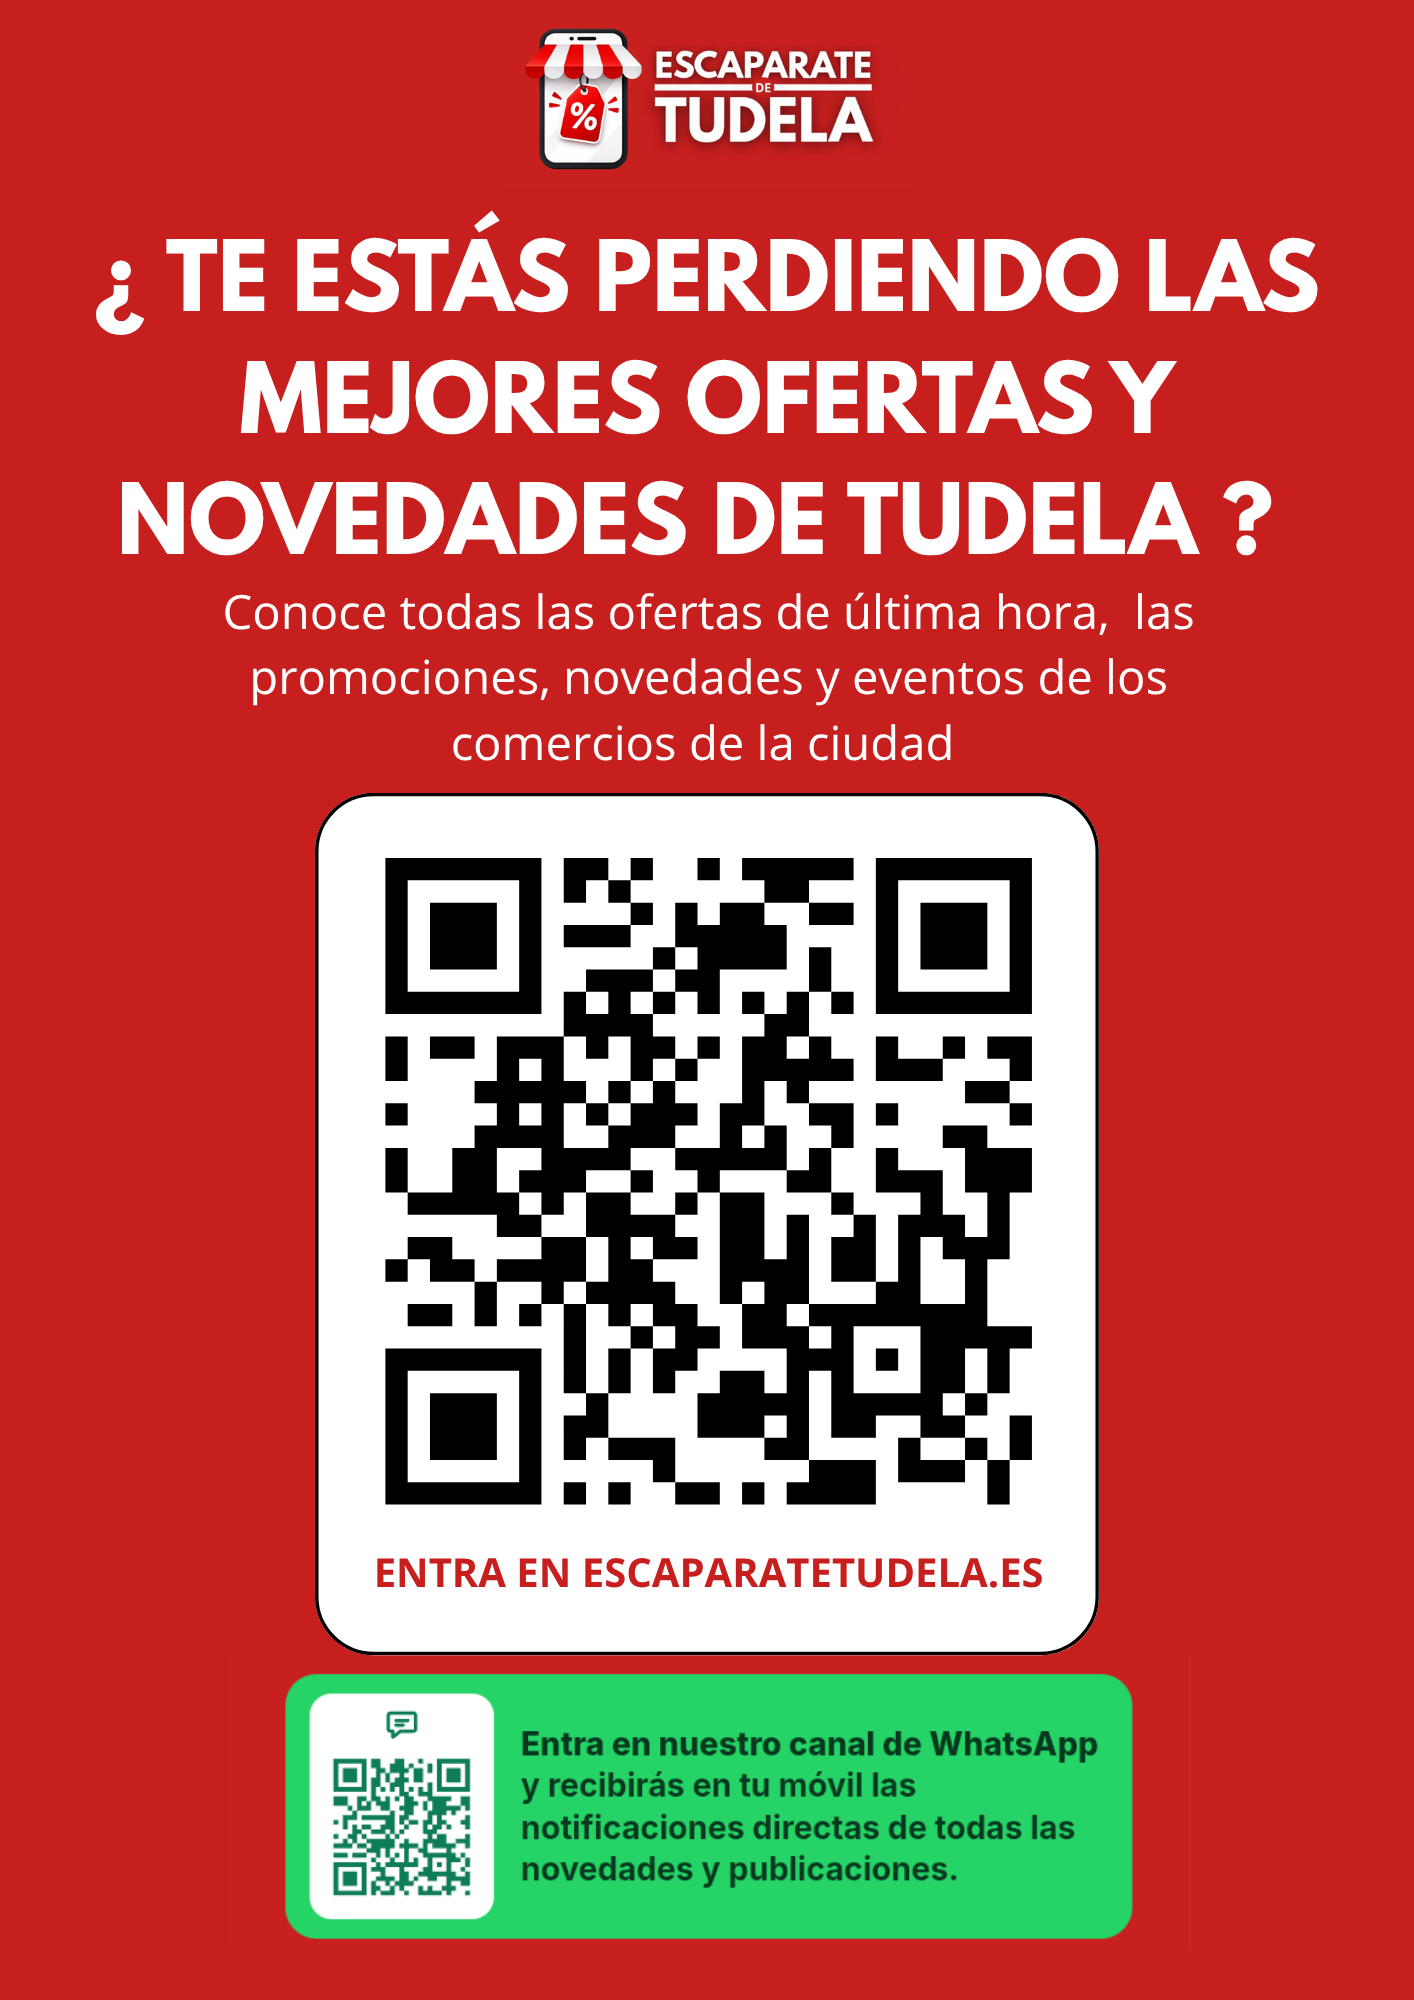 ESCAPARATE
DE
TUDELA
¿ TE ESTÁS PERDIENDO LAS
MEJORES OFERTAS Y
NOVEDADES DE TUDELA ?
Conoce todas las ofertas de última hora,  las
promociones, novedades y eventos de los
comercios de la ciudad
ENTRA EN ESCAPARATETUDELA.ES
Entra en nuestro canal de WhatsApp
y recibirás en tu móvil las
notificaciones directas de todas las
novedades y publicaciones.